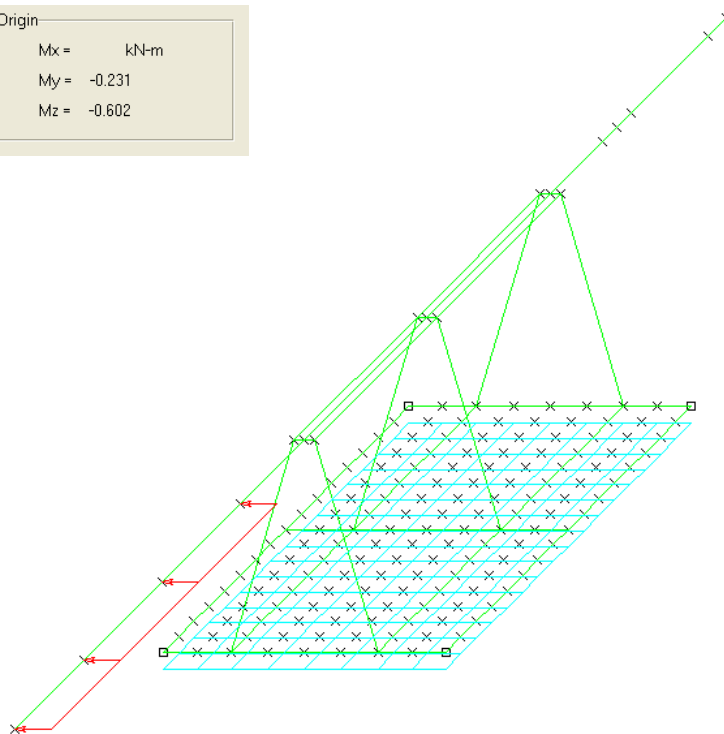 Origin
Mx = kN-m
My = -0.231
Mz = -0.602